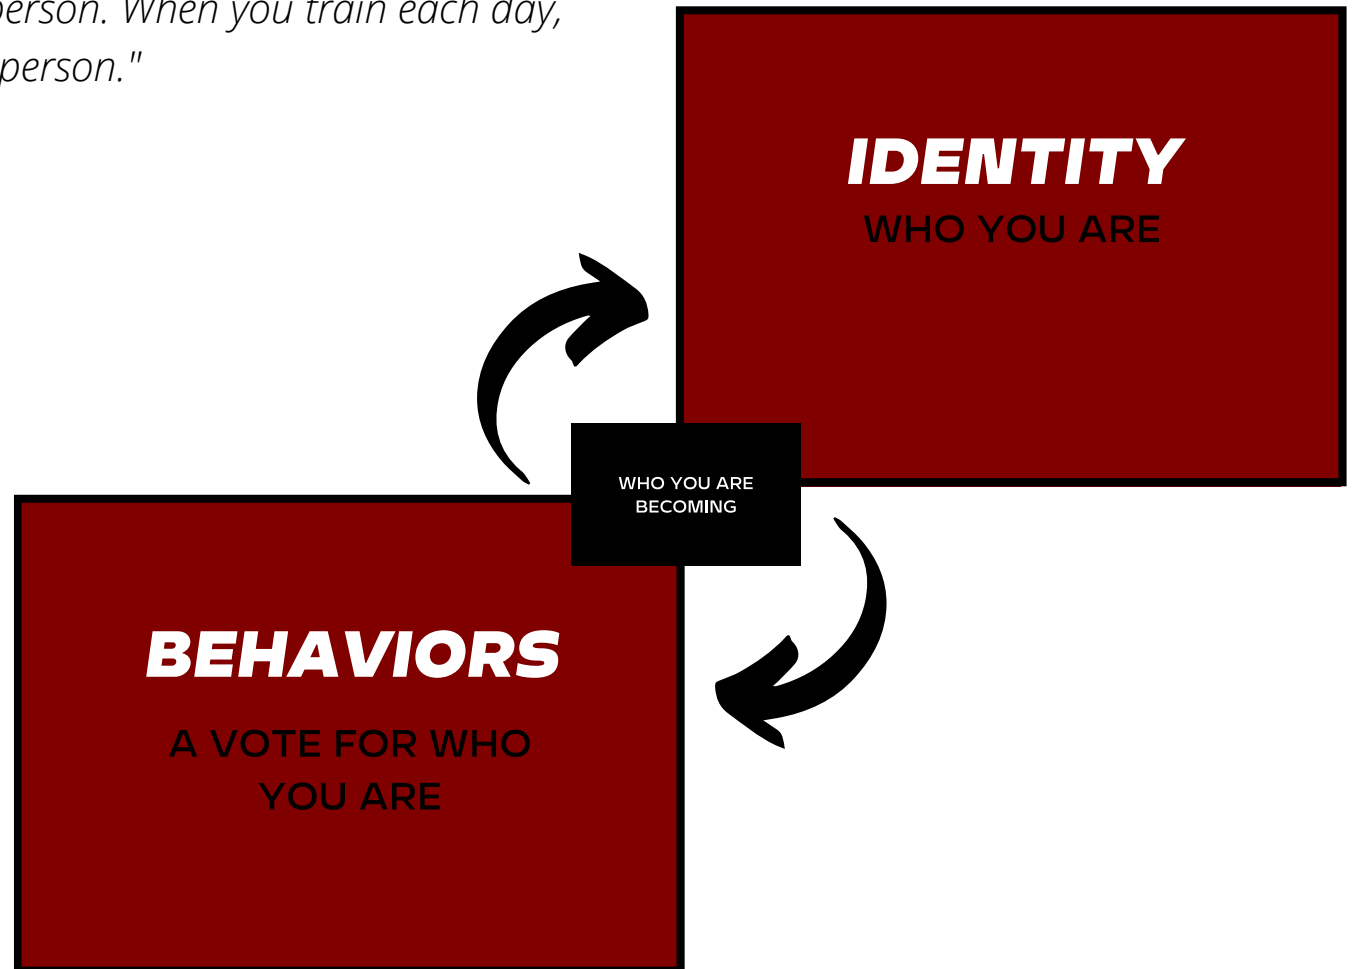 person. When you train each day,
person."
IDENTITY
WHO YOU ARE
WHO YOU ARE
BECOMING
BEHAVIORS
A VOTE FOR WHO
YOU ARE